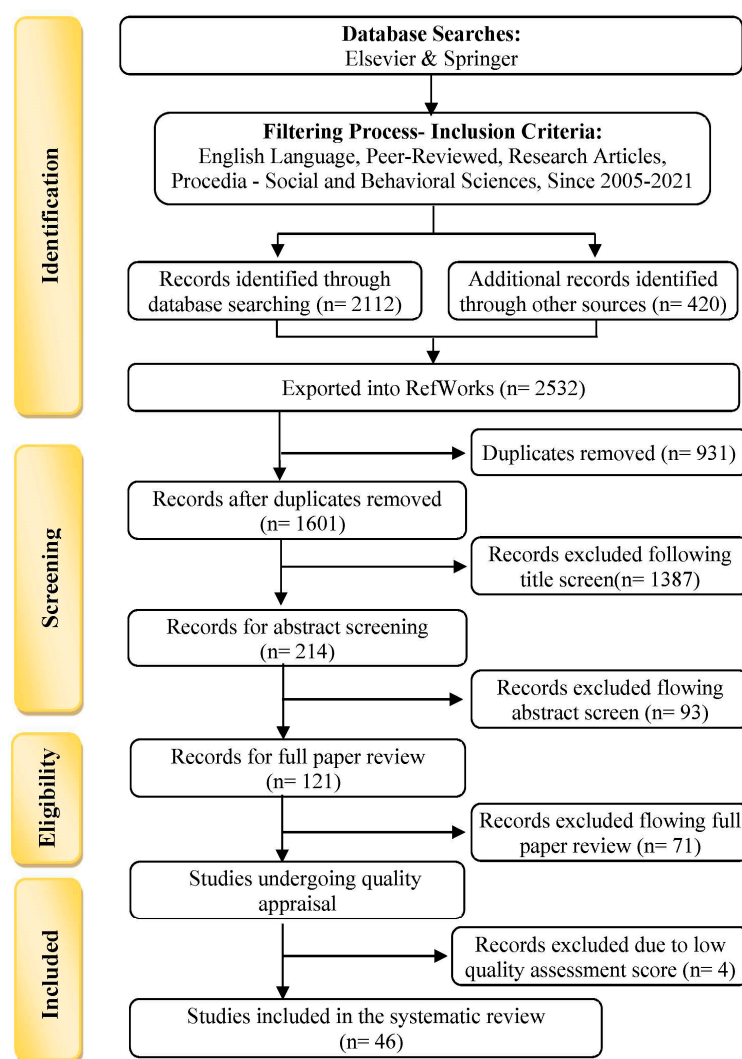 Database Searches:
Elsevier & Springer
Filtering Process- Inclusion Criteria:
English Language, Peer-Reviewed, Research Articles,
Procedia - Social and Behavioral Sciences, Since 2005-2021
Identification
Records identified through
database searching (n= 2112)
Additional records identified
through other sources (n= 420)
Exported into RefWorks (n= 2532)
Duplicates removed (n= 931)
Records after duplicates removed
(n= 1601)
Screening
Records excluded following
title screen(n= 1387)
Records for abstract screening
(n= 214)
Records excluded flowing
abstract screen (n= 93)
Records for full paper review
(n= 121)
Eligibility
Records excluded flowing full
paper review (n= 71)
Studies undergoing quality
appraisal
Included
Records excluded due to low
quality assessment score (n= 4)
Studies included in the systematic review
(n= 46)